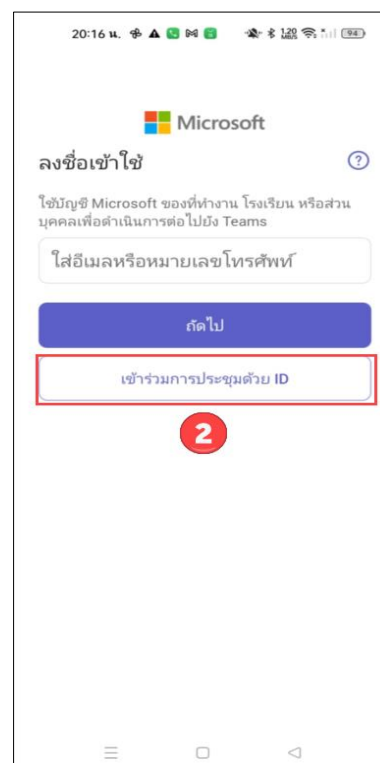 20:16 น. 1.20 94
Microsoft
ลงชื่อเข้าใช้
ใช้บัญชี Microsoft ของที่ทำงาน โรงเรียน หรือส่วน
บุคคลเพื่อดำเนินการต่อไปยัง Teams
ใส่อีเมลหรือหมายเลขโทรศัพท์
ถัดไป
เข้าร่วมการประชุมด้วย ID
2